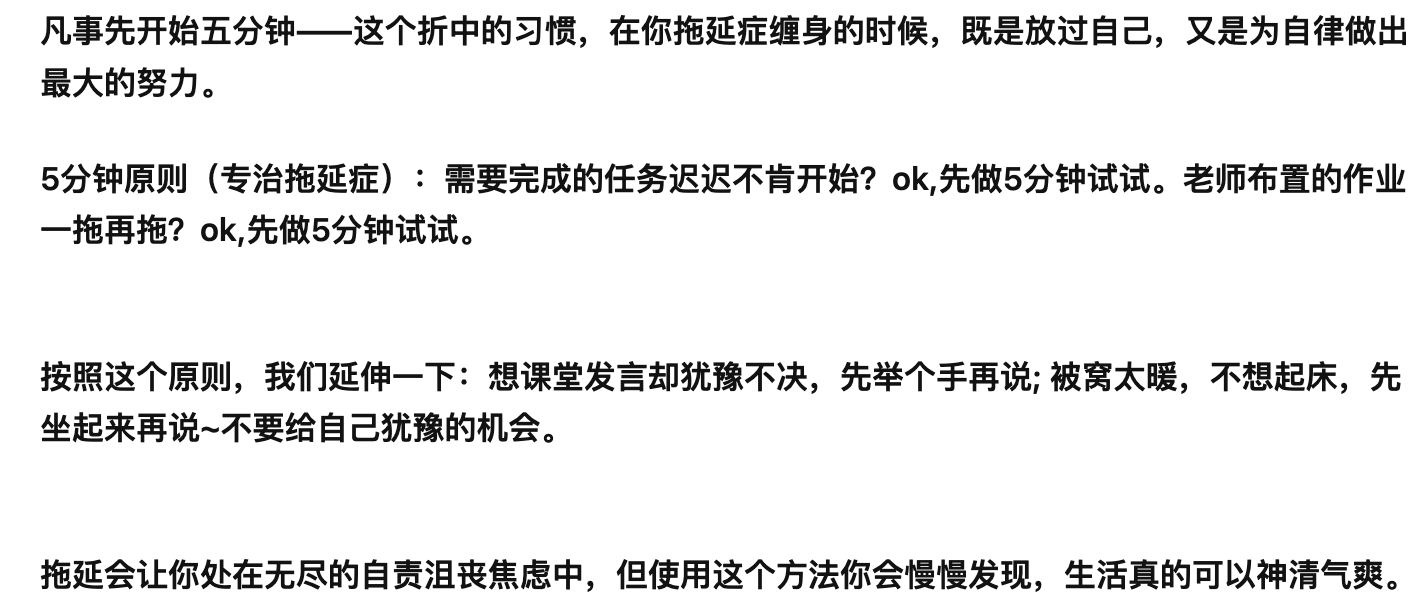 凡事先开始五分钟——这个折中的习惯，在你拖延症缠身的时候，既是放过自己，又是为自律做出
最大的努力。
5分钟原则（专治拖延症）：需要完成的任务迟迟不肯开始？ok,先做5分钟试试。老师布置的作业
一拖再拖？ok,先做5分钟试试。
按照这个原则，我们延伸一下：想课堂发言却犹豫不决，先举个手再说; 被窝太暖，不想起床，先
坐起来再说~不要给自己犹豫的机会。
拖延会让你处在无尽的自责沮丧焦虑中，但使用这个方法你会慢慢发现，生活真的可以神清气爽。